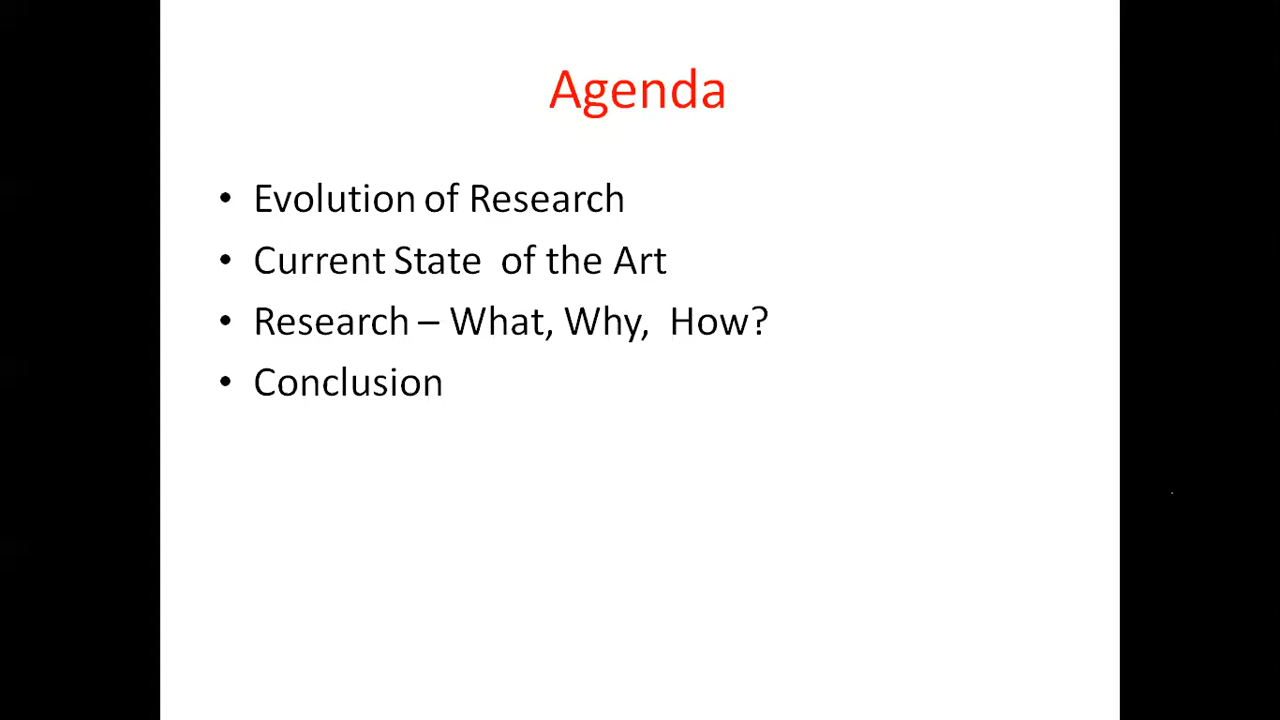 Agenda
• Evolution of Research
• Current State  of the Art
• Research – What, Why,  How?
• Conclusion